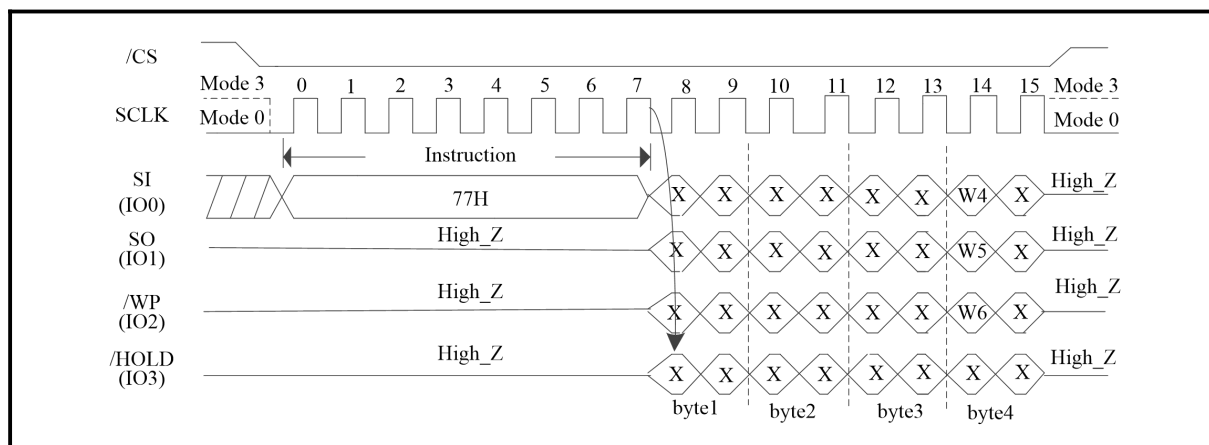 /CS
Mode 3 0 1 2 3 4 5 6 7 8 9 10 11 12 13 14 15 Mode 3
SCLK Mode 0 Mode 0
Instruction
SI
(IO0) 77H X X X X X X W4 X High_Z
SO
(IO1) High_Z X X X X X X W5 X High_Z
/WP
(IO2) High_Z X X X X X X W6 X High_Z
/HOLD
(IO3) High_Z X X X X X X X X High_Z
byte1 byte2 byte3 byte4